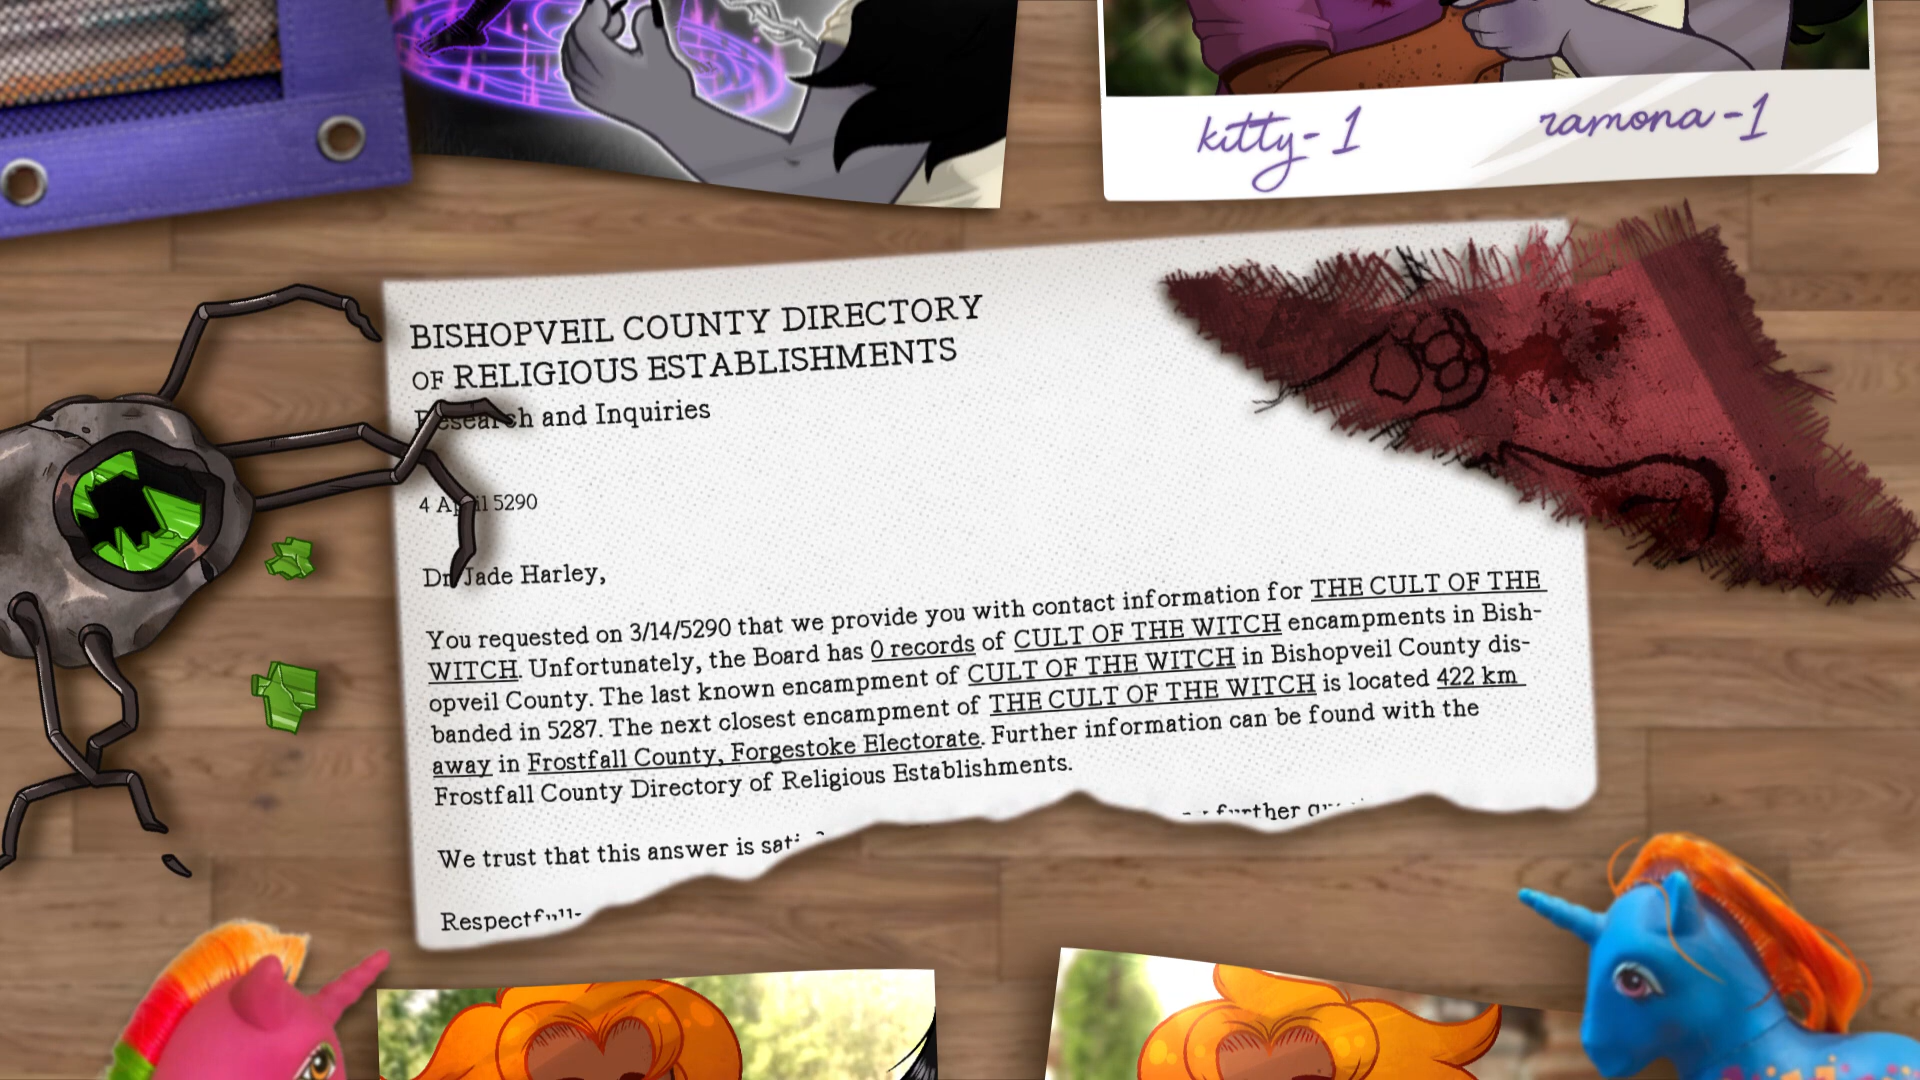 kitty-1 ramona-1
BISHOPVEIL COUNTY DIRECTORY
OF RELIGIOUS ESTABLISHMENTS
Research and Inquiries
4 April 5290
Dr. Jade Harley,
You requested on 3/14/5290 that we provide you with contact information for THE CULT OF THE
WITCH. Unfortunately, the Board has 0 records of CULT OF THE WITCH encampments in Bish-
opveil County. The last known encampment of CULT OF THE WITCH in Bishopveil County dis-
banded in 5287. The next closest encampment of THE CULT OF THE WITCH is located 422 km
away in Frostfall County, Forgestoke Electorate. Further information can be found with the
Frostfall County Directory of Religious Establishments.
We trust that this answer is further